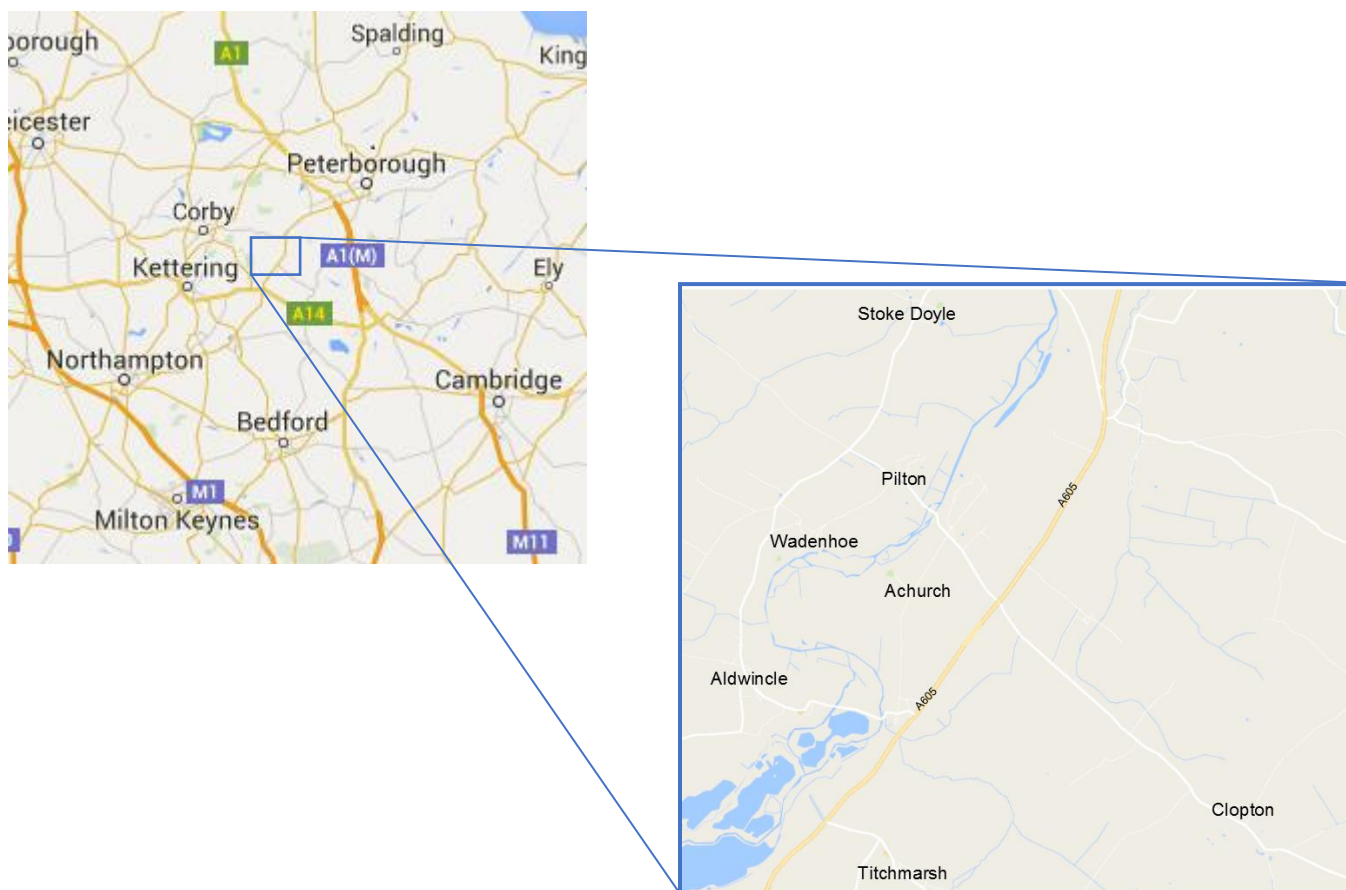 Spalding
orough
A1
King
eicester
Peterborough
Corby
A1(M)
Kettering
Ely
A14
Northampton
Cambridge
Bedford
M1
Milton Keynes
M11
Stoke Doyle
Pilton
A605
Wadenhoe
Achurch
Aldwincle
A605
Clopton
Titchmarsh